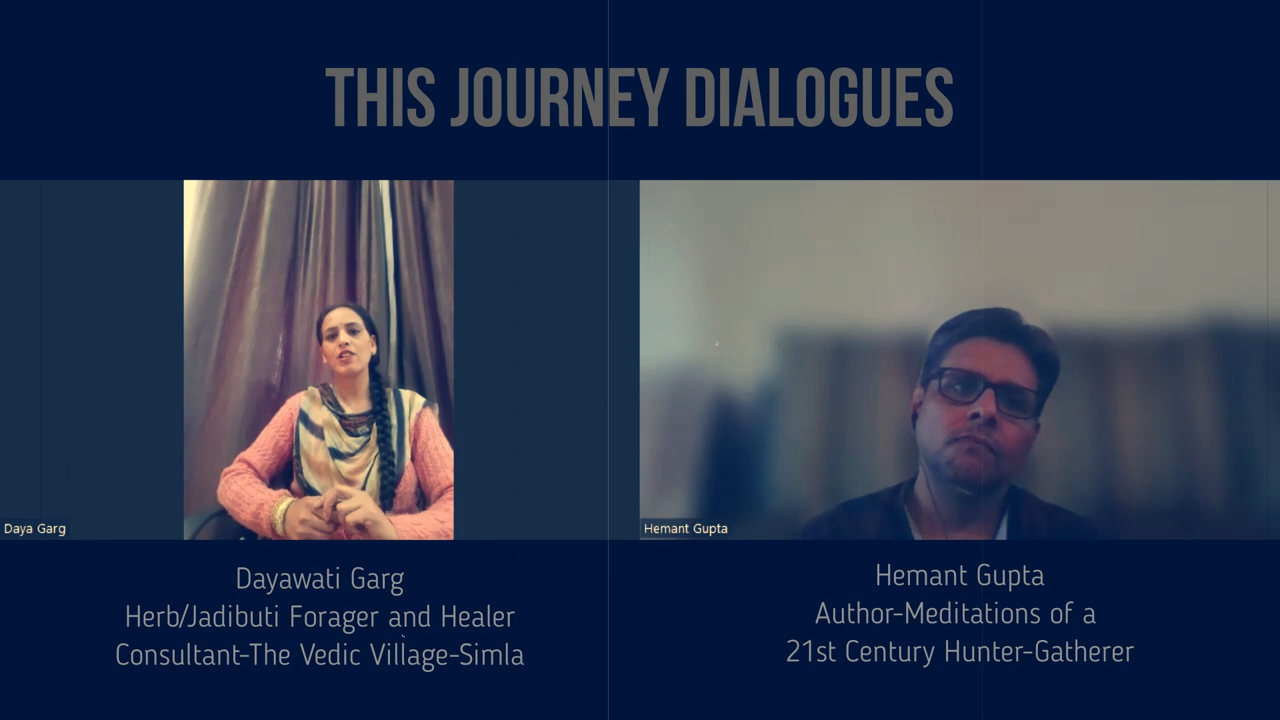 THIS JOURNEY DIALOGUES
Daya Garg
Hemant Gupta
Dayawati Garg
Herb/Jadibuti Forager and Healer
Consultant-The Vedic Village-Simla
Hemant Gupta
Author-Meditations of a
21st Century Hunter-Gatherer